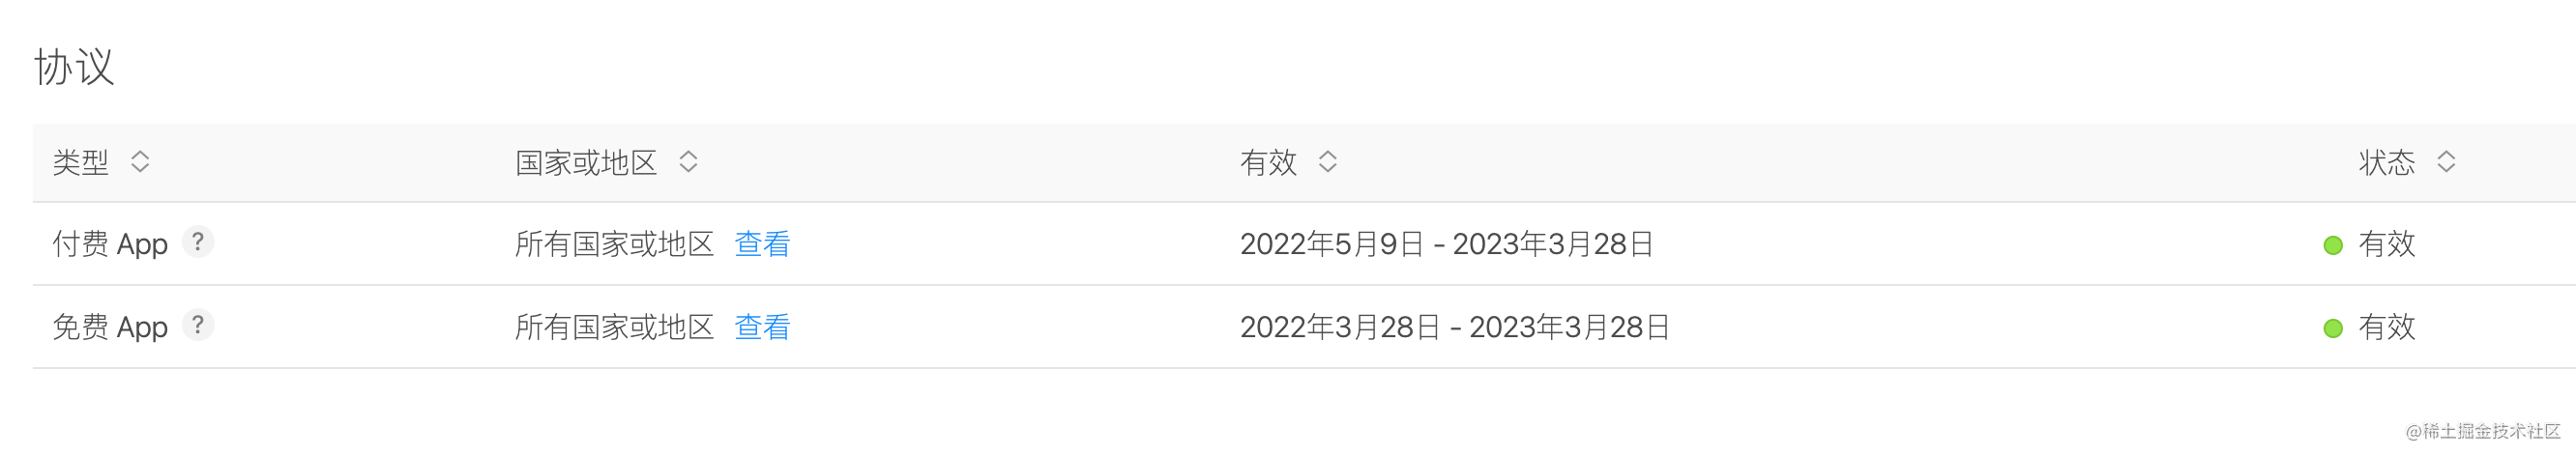 协议
类型 国家或地区 有效 状态
付费 App ? 所有国家或地区 查看 2022年5月9日 - 2023年3月28日 有效
免费 App ? 所有国家或地区 查看 2022年3月28日 - 2023年3月28日 有效
@稀土掘金技术社区